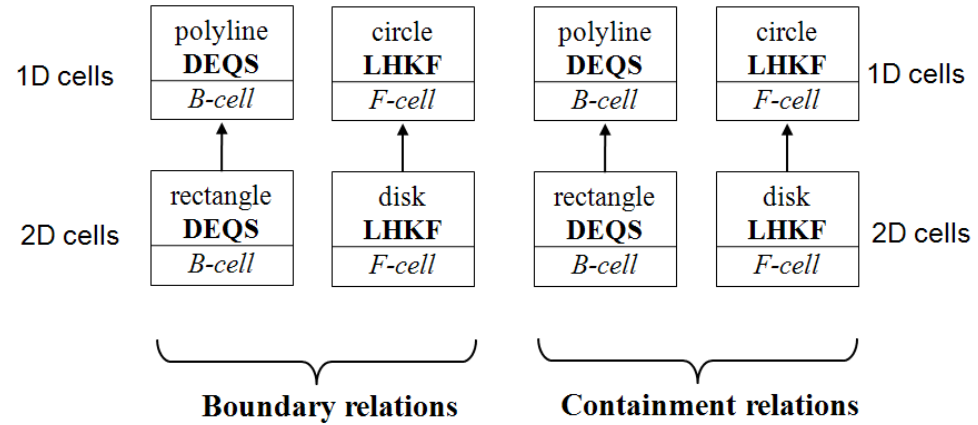 polyline
DEQS
B-cell
circle
LHKF
F-cell
polyline
DEQS
B-cell
circle
LHKF
F-cell
1D cells
1D cells
rectangle
DEQS
B-cell
disk
LHKF
F-cell
rectangle
DEQS
B-cell
disk
LHKF
F-cell
2D cells
2D cells
Boundary relations
Containment relations